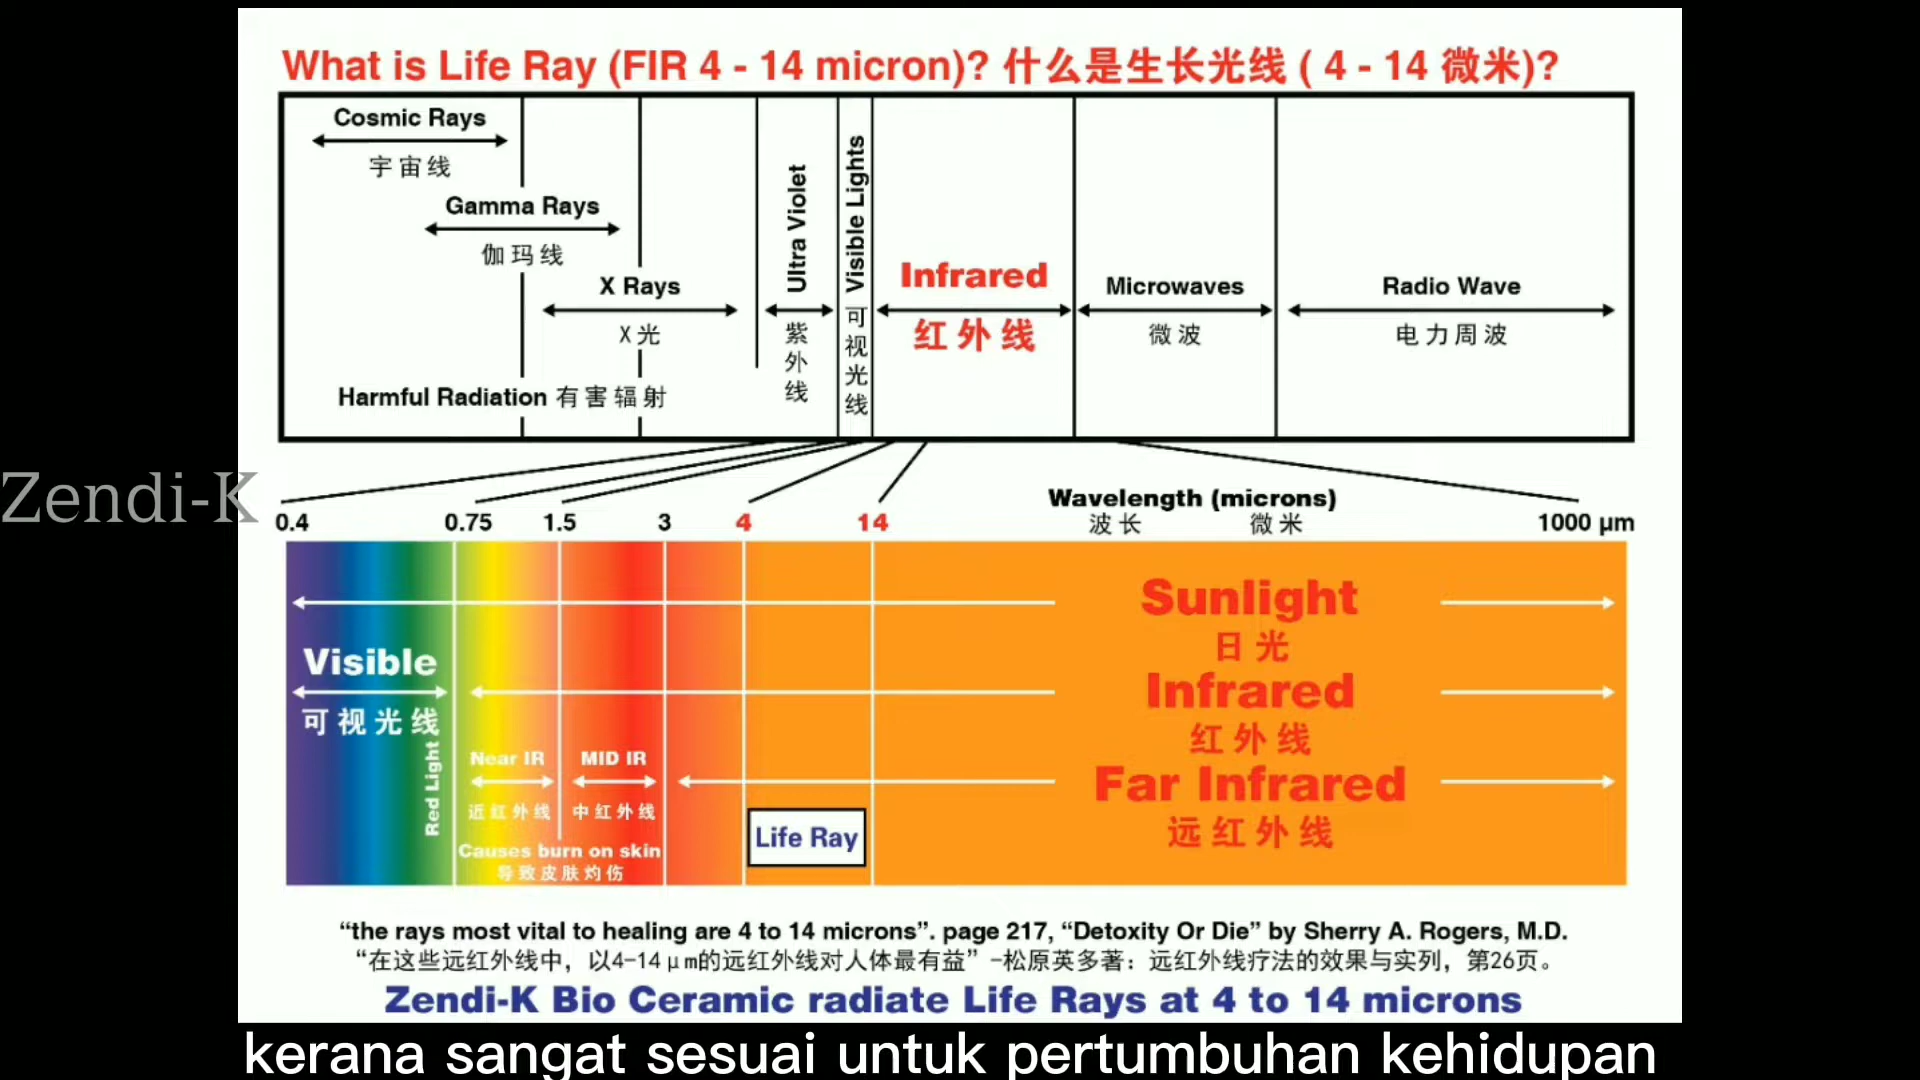 What is Life Ray (FIR 4 - 14 micron)? 什么是生长光线 ( 4 - 14 微米)?
Cosmic Rays
宇宙线
Gamma Rays
伽玛线
X Rays
X光
Harmful Radiation 有害辐射
Ultra Violet
紫外线
Visible Lights
可视光线
Infrared
红外线
Microwaves
微波
Radio Wave
电力周波
Zendi-K
Wavelength (microns)
波长 微米
0.4 0.75 1.5 3 4 14 1000 μm
Sunlight
日光
Visible
可视光线
Red Light
Infrared
红外线
Near IR
近红外线
MID IR
中红外线
Causes burn on skin
导致皮肤灼伤
Life Ray
Far Infrared
远红外线
“the rays most vital to healing are 4 to 14 microns”. page 217, “Detoxity Or Die” by Sherry A. Rogers, M.D.
“在这些远红外线中，以4-14μm的远红外线对人体最有益”-松原英多著：远红外线疗法的效果与实列，第26页。
Zendi-K Bio Ceramic radiate Life Rays at 4 to 14 microns
kerana sangat sesuai untuk pertumbuhan kehidupan